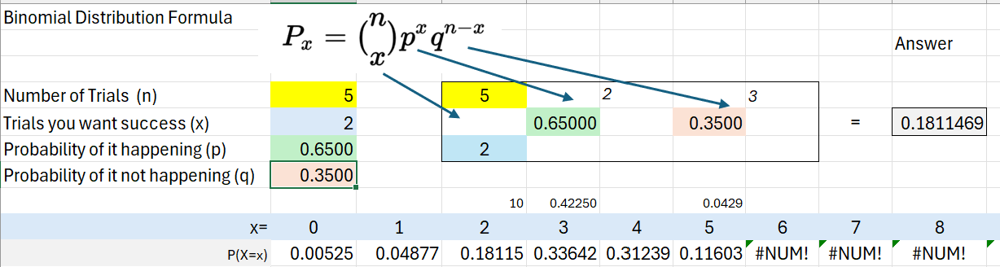 Binomial Distribution Formula
Pₓ = (n x) pˣ qⁿ⁻ˣ
Answer
Number of Trials (n) 5 5 2 3
Trials you want success (x) 2 0.65000 0.3500 = 0.1811469
Probability of it happening (p) 0.6500 2
Probability of it not happening (q) 0.3500
10 0.42250 0.0429
x= 0 1 2 3 4 5 6 7 8
P(X=x) 0.00525 0.04877 0.18115 0.33642 0.31239 0.11603 #NUM! #NUM! #NUM!